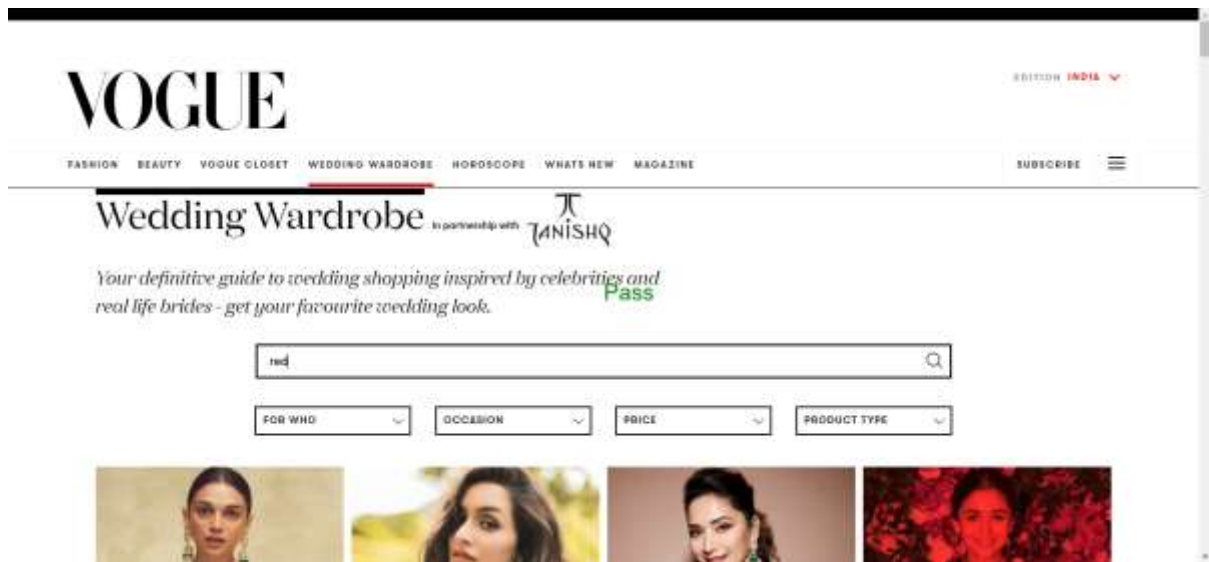 VOGUE
EDITION INDIA
FASHION BEAUTY VOGUE CLOSET WEDDING WARDROBE HOROSCOPE WHATS NEW MAGAZINE
SUBSCRIBE
Wedding Wardrobe In partnership with TANISHQ
Your definitive guide to wedding shopping inspired by celebrities and
Pass
real life brides - get your favourite wedding look.
red
FOR WHO OCCASION PRICE PRODUCT TYPE